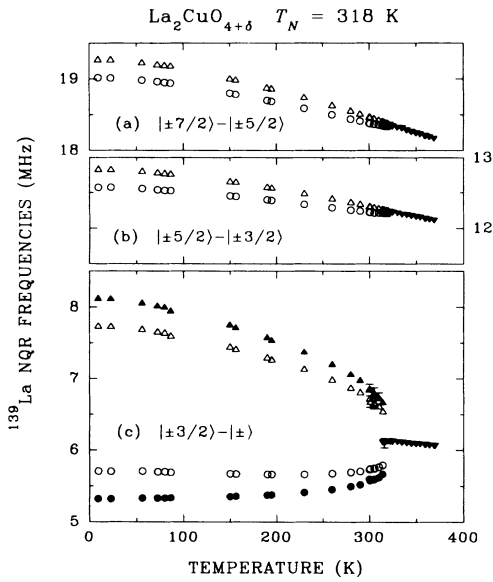 La₂CuO₄₊δ T_N = 318 K
19
18
(a) |±7/2⟩−|±5/2⟩
13
12
(b) |±5/2⟩−|±3/2⟩
8
7
6
5
(c) |±3/2⟩−|±⟩
¹³⁹La NQR FREQUENCIES (MHz)
0 100 200 300 400
TEMPERATURE (K)